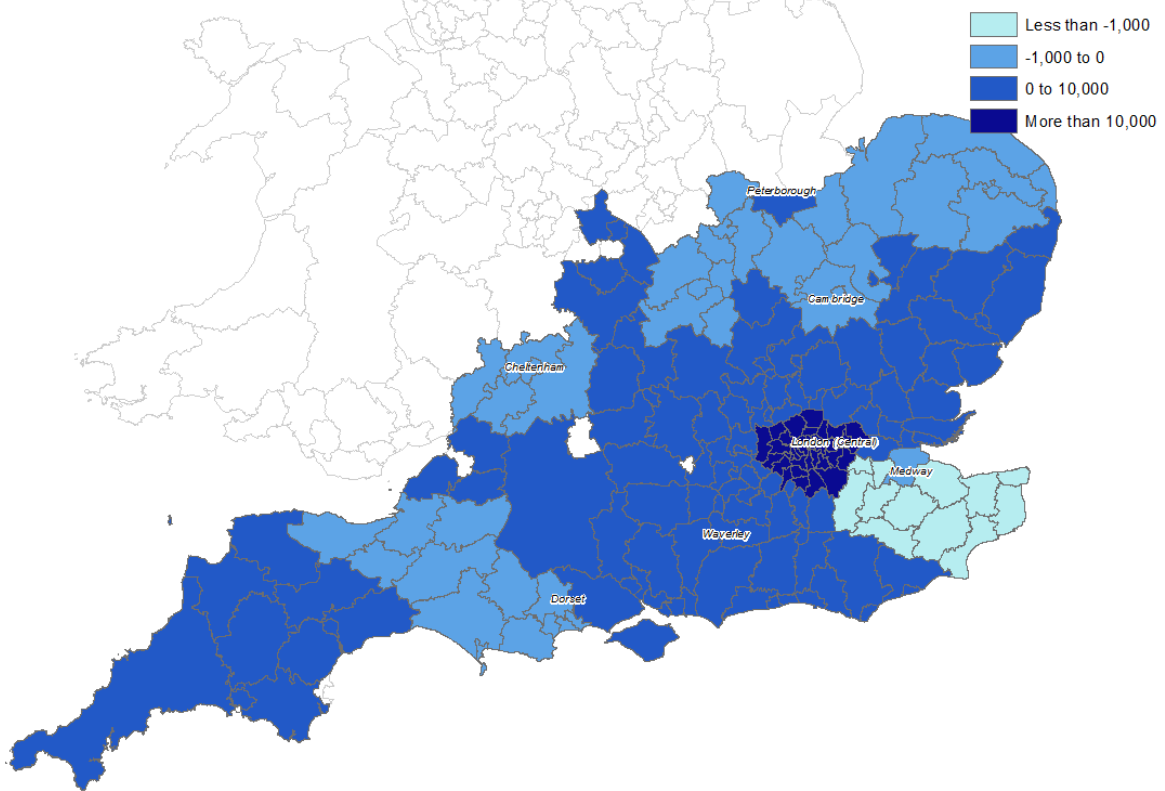 Less than -1,000
-1,000 to 0
0 to 10,000
More than 10,000
Peterborough
Cambridge
Cheltenham
London (Central)
Medway
Waverley
Dorset